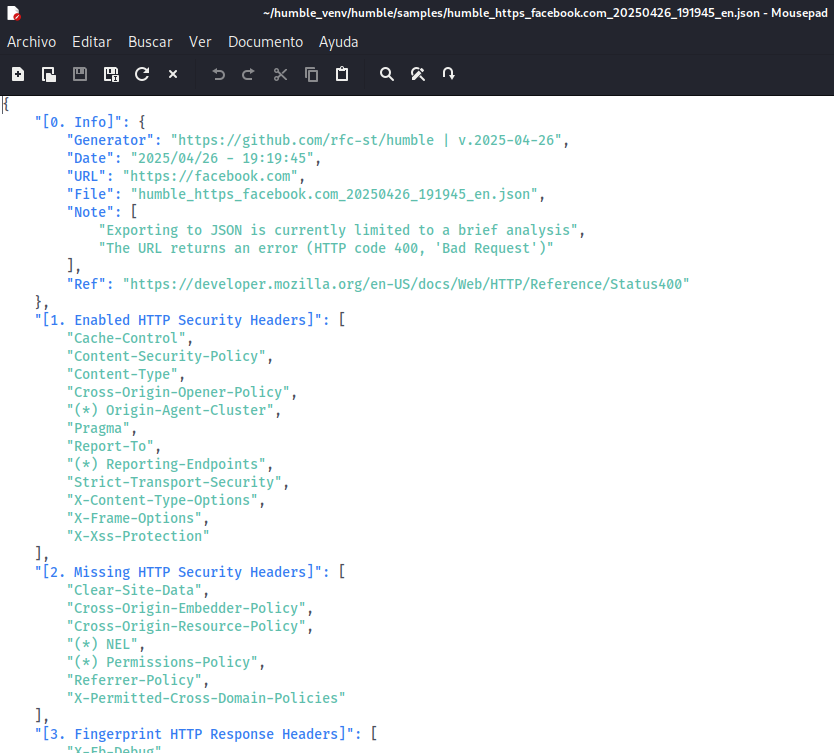 ~/humble_venv/humble/samples/humble_https_facebook.com_20250426_191945_en.json - Mousepad
Archivo Editar Buscar Ver Documento Ayuda
{
    "[0. Info]": {
        "Generator": "https://github.com/rfc-st/humble | v.2025-04-26",
        "Date": "2025/04/26 - 19:19:45",
        "URL": "https://facebook.com",
        "File": "humble_https_facebook.com_20250426_191945_en.json",
        "Note": [
            "Exporting to JSON is currently limited to a brief analysis",
            "The URL returns an error (HTTP code 400, 'Bad Request')"
        ],
        "Ref": "https://developer.mozilla.org/en-US/docs/Web/HTTP/Reference/Status400"
    },
    "[1. Enabled HTTP Security Headers]": [
        "Cache-Control",
        "Content-Security-Policy",
        "Content-Type",
        "Cross-Origin-Opener-Policy",
        "(*) Origin-Agent-Cluster",
        "Pragma",
        "Report-To",
        "(*) Reporting-Endpoints",
        "Strict-Transport-Security",
        "X-Content-Type-Options",
        "X-Frame-Options",
        "X-Xss-Protection"
    ],
    "[2. Missing HTTP Security Headers]": [
        "Clear-Site-Data",
        "Cross-Origin-Embedder-Policy",
        "Cross-Origin-Resource-Policy",
        "(*) NEL",
        "(*) Permissions-Policy",
        "Referrer-Policy",
        "X-Permitted-Cross-Domain-Policies"
    ],
    "[3. Fingerprint HTTP Response Headers]": [
        "X-Fb-Debug"